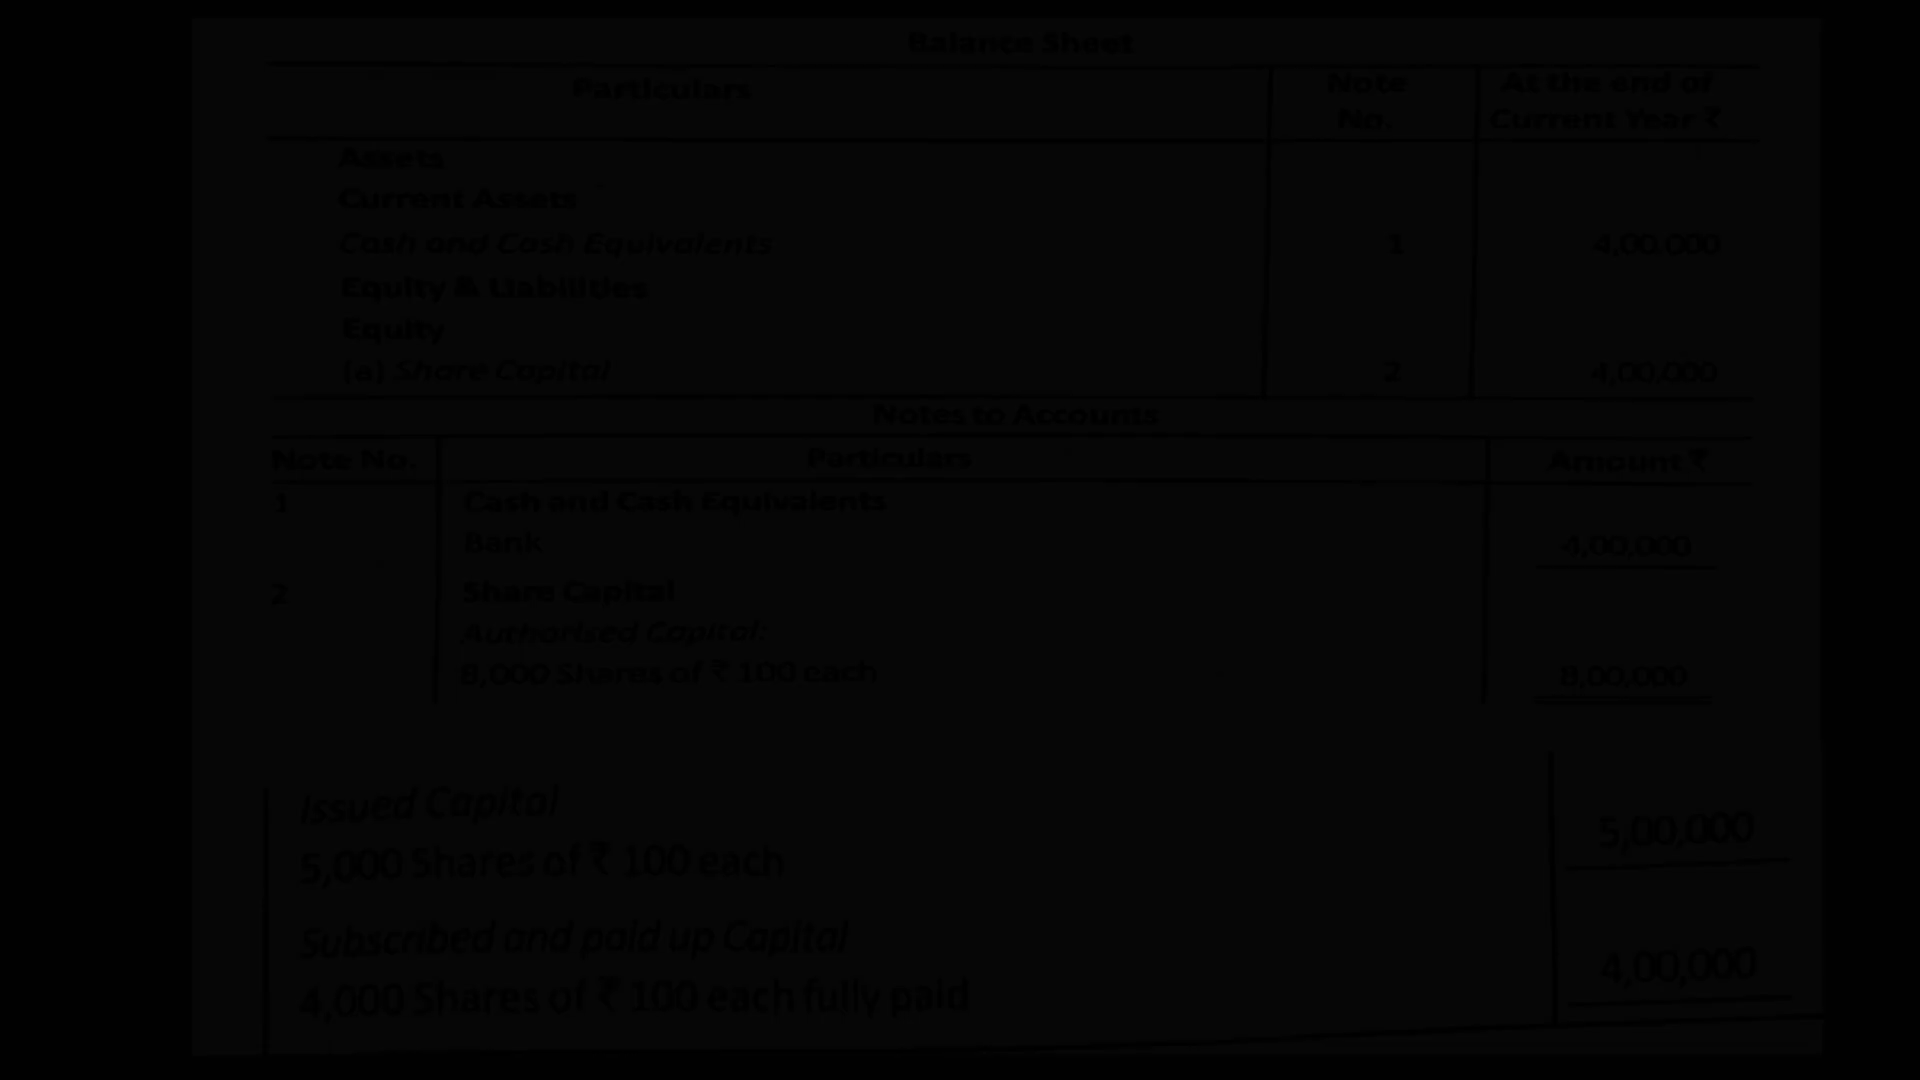 Balance Sheet
Particulars Note No. At the end of Current Year ₹
Assets
Current Assets
Cash and Cash Equivalents 1 4,00,000
Equity & Liabilities
Equity
(a) Share Capital 2 4,00,000
Notes to Accounts
Note No. Particulars Amount ₹
1 Cash and Cash Equivalents
Bank 4,00,000
2 Share Capital
Authorised Capital:
8,000 Shares of ₹ 100 each 8,00,000
Issued Capital
5,000 Shares of ₹ 100 each 5,00,000
Subscribed and paid up Capital
4,000 Shares of ₹ 100 each fully paid 4,00,000